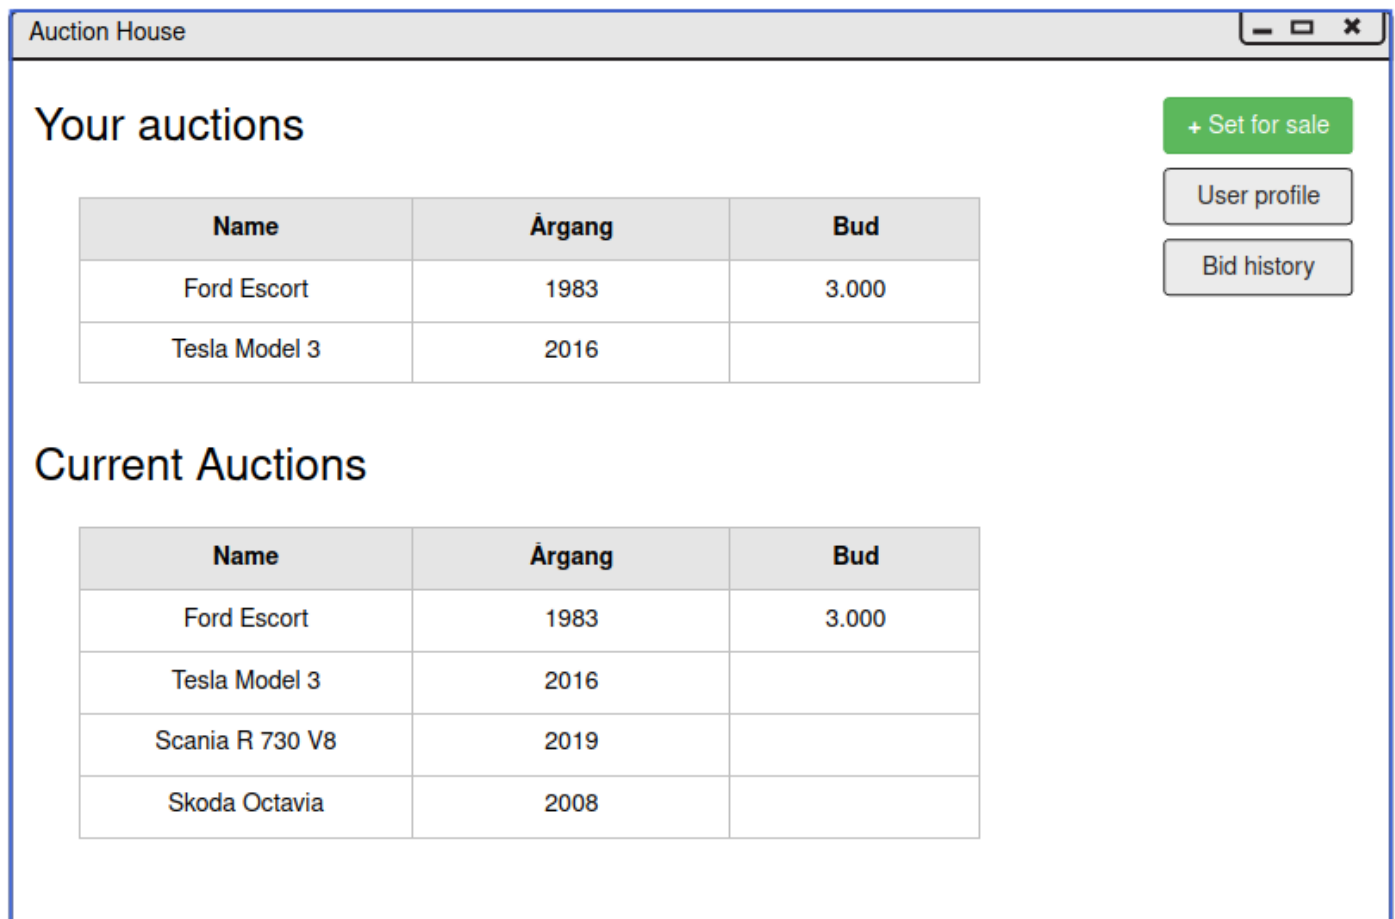 Auction House
Your auctions
+ Set for sale
User profile
Bid history
Name Årgang Bud
Ford Escort 1983 3.000
Tesla Model 3 2016
Current Auctions
Name Årgang Bud
Ford Escort 1983 3.000
Tesla Model 3 2016
Scania R 730 V8 2019
Skoda Octavia 2008